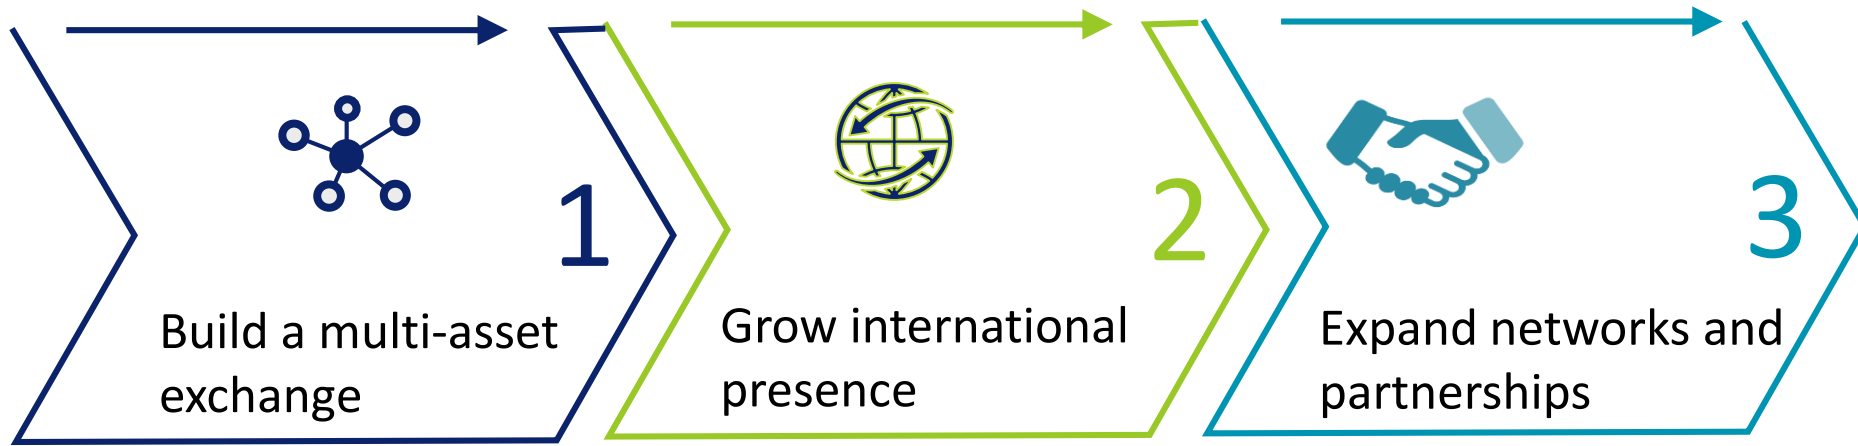 1
Build a multi-asset
exchange
2
Grow international
presence
3
Expand networks and
partnerships